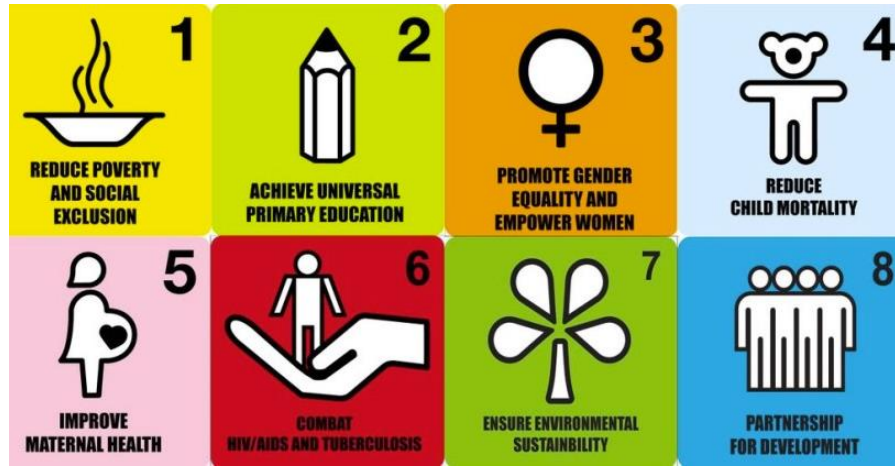 1
REDUCE POVERTY
AND SOCIAL
EXCLUSION
2
ACHIEVE UNIVERSAL
PRIMARY EDUCATION
3
PROMOTE GENDER
EQUALITY AND
EMPOWER WOMEN
4
REDUCE
CHILD MORTALITY
5
IMPROVE
MATERNAL HEALTH
6
COMBAT
HIV/AIDS AND TUBERCULOSIS
7
ENSURE ENVIRONMENTAL
SUSTAINBILITY
8
PARTNERSHIP
FOR DEVELOPMENT